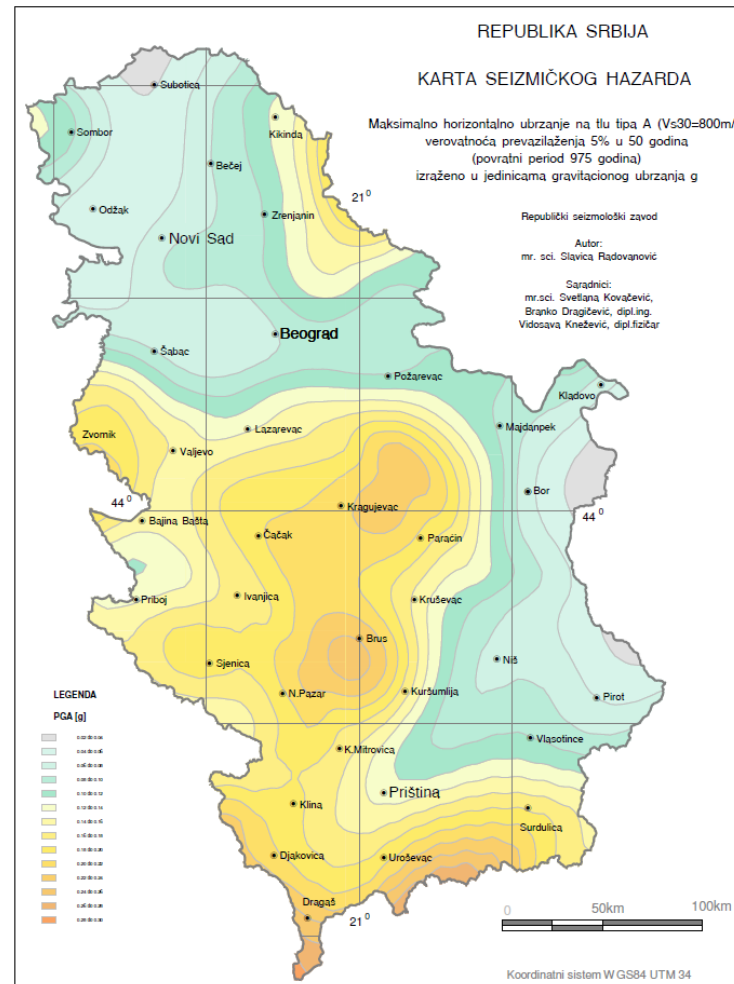 REPUBLIKA SRBIJA
KARTA SEIZMIČKOG HAZARDA
Maksimalno horizontalno ubrzanje na tlu tipa A (Vs30=800m/
verovatnoća prevazilaženja 5% u 50 godina
(povratni period 975 godina)
izraženo u jedinicama gravitacionog ubrzanja g
Republički seizmološki zavod
Autor:
mr. sci. Slavica Radovanović
Saradnici:
mr.sci. Svetlana Kovačević,
Branko Dragičević, dipl.ing.
Vidosava Knežević, dipl.fizičar
Subotica
Sombor
Kikinda
Bečej
21⁰
Odžak
Zrenjanin
Novi Sad
Beograd
Šabac
Požarevac
Kladovo
Zvornik
Lazarevac
Majdanpek
Valjevo
Bor
44⁰
Kragujevac
44⁰
Bajina Bašta
Čačak
Paraćin
Priboj
Ivanjica
Kruševac
Brus
Sjenica
Niš
N.Pazar
Kuršumlija
Pirot
K.Mitrovica
Vlasotince
Priština
Klina
Surdulica
Djakovica
Uroševac
Dragaš
21⁰
LEGENDA
PGA [g]
0 50km 100km
Koordinatni sistem WGS84 UTM 34